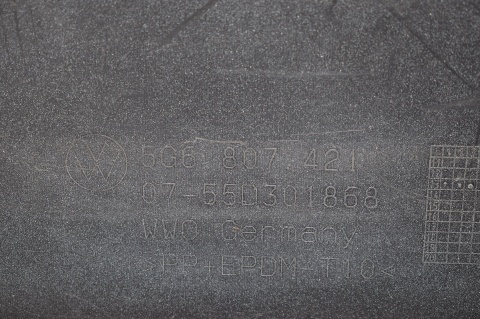 5G6 807 421
07-55D301868
WWO Germany
PP+EPDM-T10<